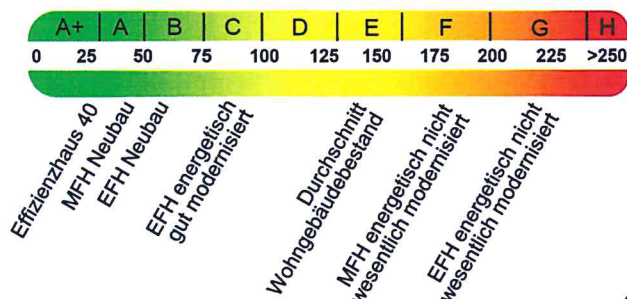 A+ A B C D E F G H
0 25 50 75 100 125 150 175 200 225 >250
Effizienzhaus 40
MFH Neubau
EFH Neubau
EFH energetisch
gut modernisiert
Durchschnitt
Wohngebäudebestand
MFH energetisch nicht
wesentlich modernisiert
EFH energetisch nicht
wesentlich modernisiert